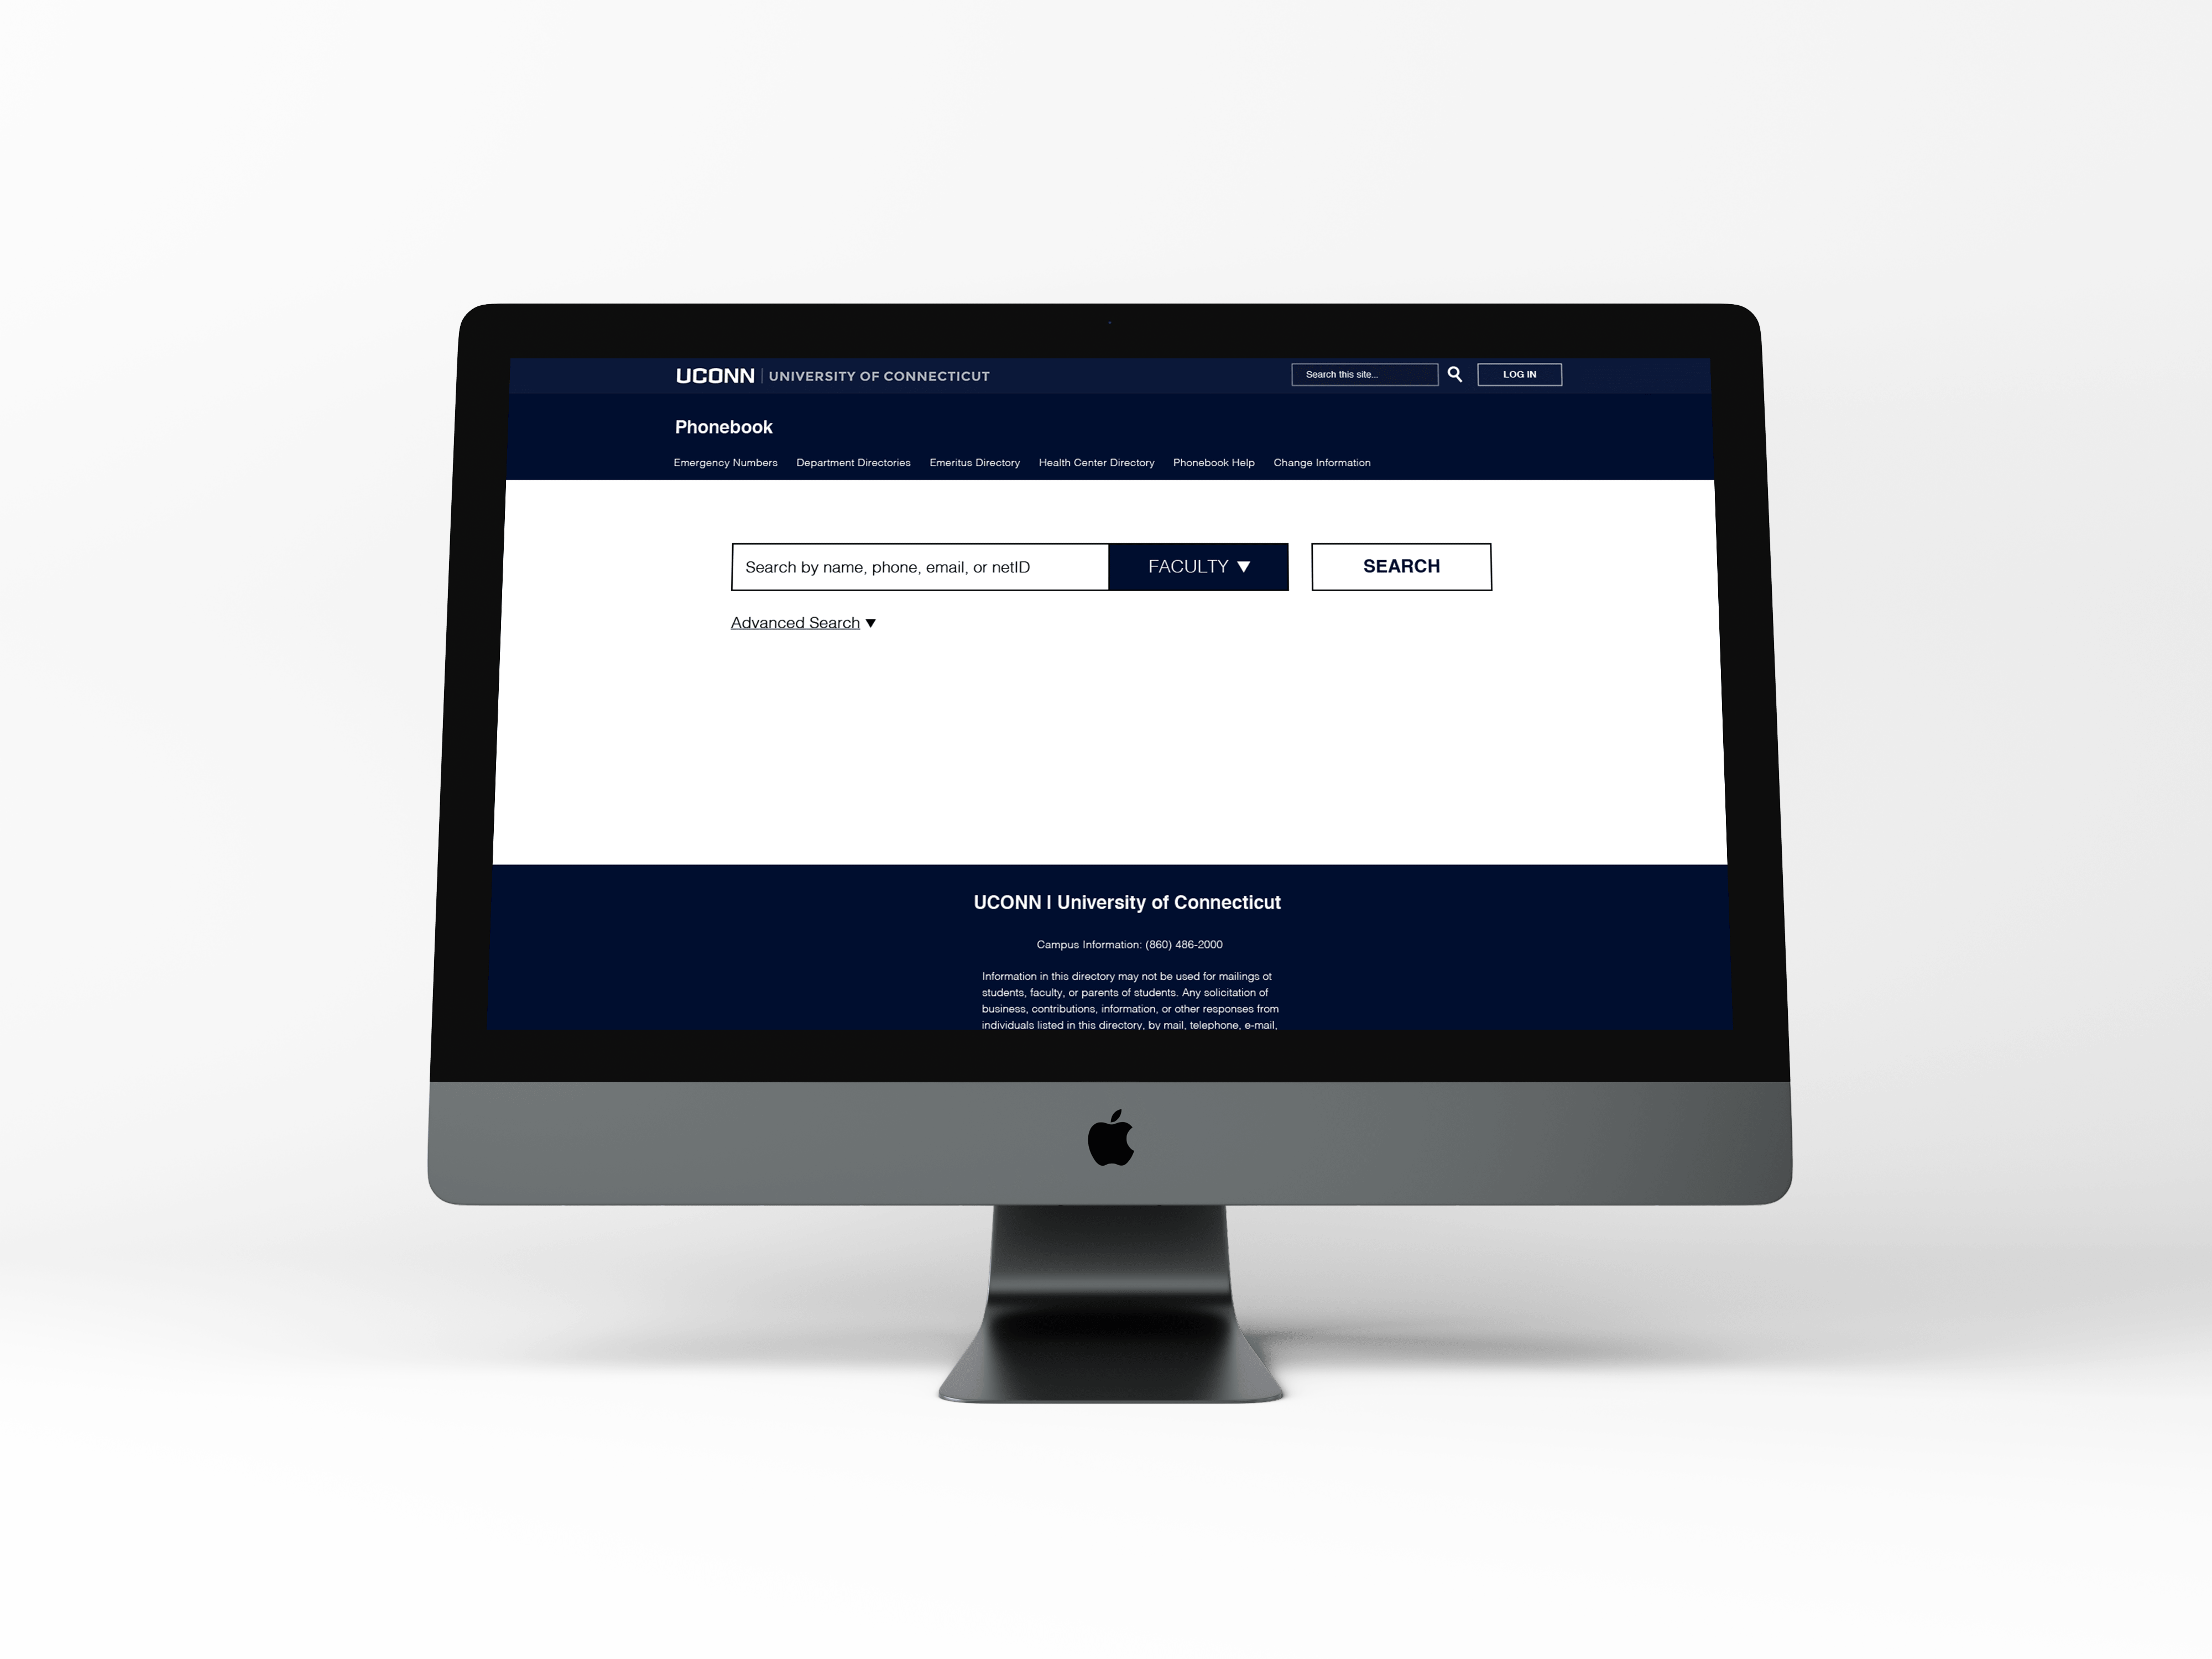 UCONN | UNIVERSITY OF CONNECTICUT
Search this site...
LOG IN
Phonebook
Emergency Numbers Department Directories Emeritus Directory Health Center Directory Phonebook Help Change Information
Search by name, phone, email, or netID
FACULTY ▼
SEARCH
Advanced Search ▼
UCONN | University of Connecticut
Campus Information: (860) 486-2000
Information in this directory may not be used for mailings ot
students, faculty, or parents of students. Any solicitation of
business, contributions, information, or other responses from
individuals listed in this directory, by mail, telephone, e-mail,